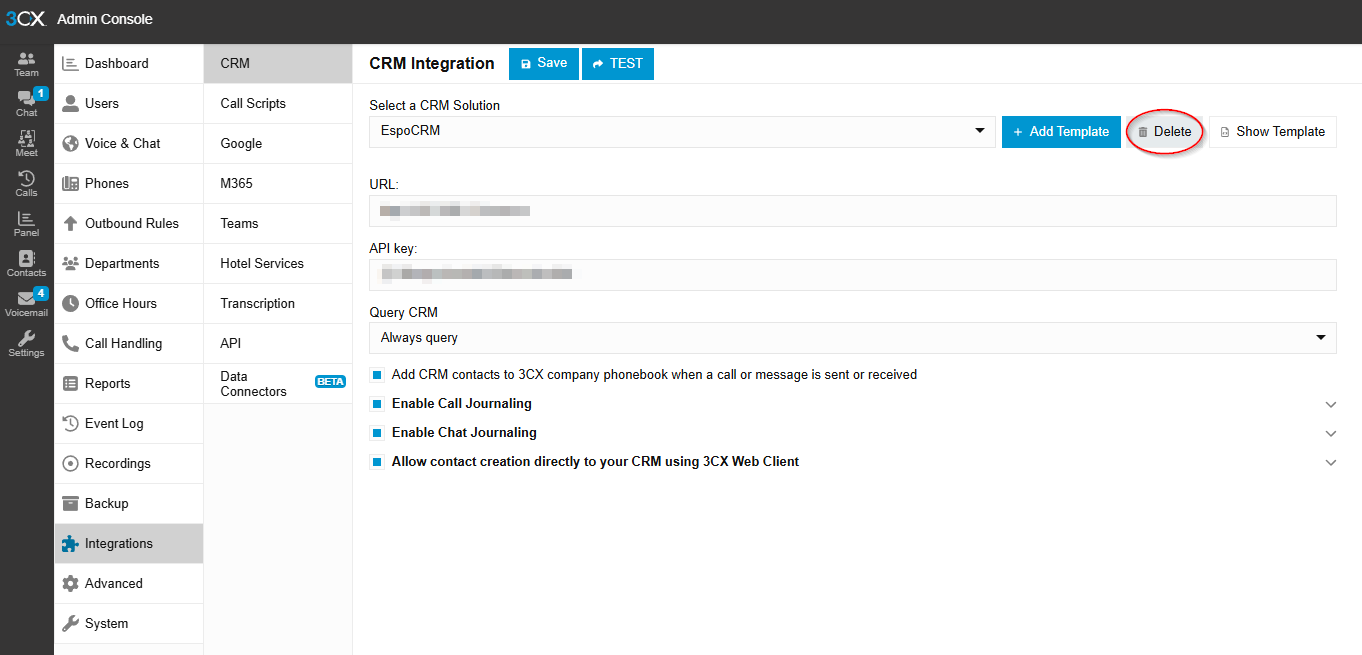 3CX Admin Console
Team
Chat 1
Meet
Calls
Panel
Contacts
Voicemail 4
Settings
Dashboard
Users
Voice & Chat
Phones
Outbound Rules
Departments
Office Hours
Call Handling
Reports
Event Log
Recordings
Backup
Integrations
Advanced
System
CRM
Call Scripts
Google
M365
Teams
Hotel Services
Transcription
API
Data
Connectors BETA
CRM Integration Save TEST
Select a CRM Solution
EspoCRM + Add Template Delete Show Template
URL:
API key:
Query CRM
Always query
Add CRM contacts to 3CX company phonebook when a call or message is sent or received
Enable Call Journaling
Enable Chat Journaling
Allow contact creation directly to your CRM using 3CX Web Client